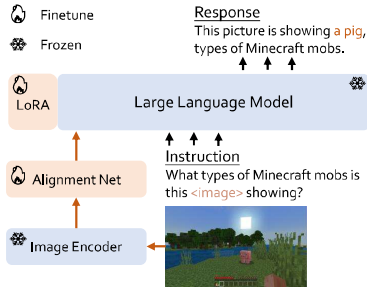 Finetune
Frozen
Response
This picture is showing a pig,
types of Minecraft mobs.
LoRA
Large Language Model
Instruction
What types of Minecraft mobs is
this <image> showing?
Alignment Net
Image Encoder